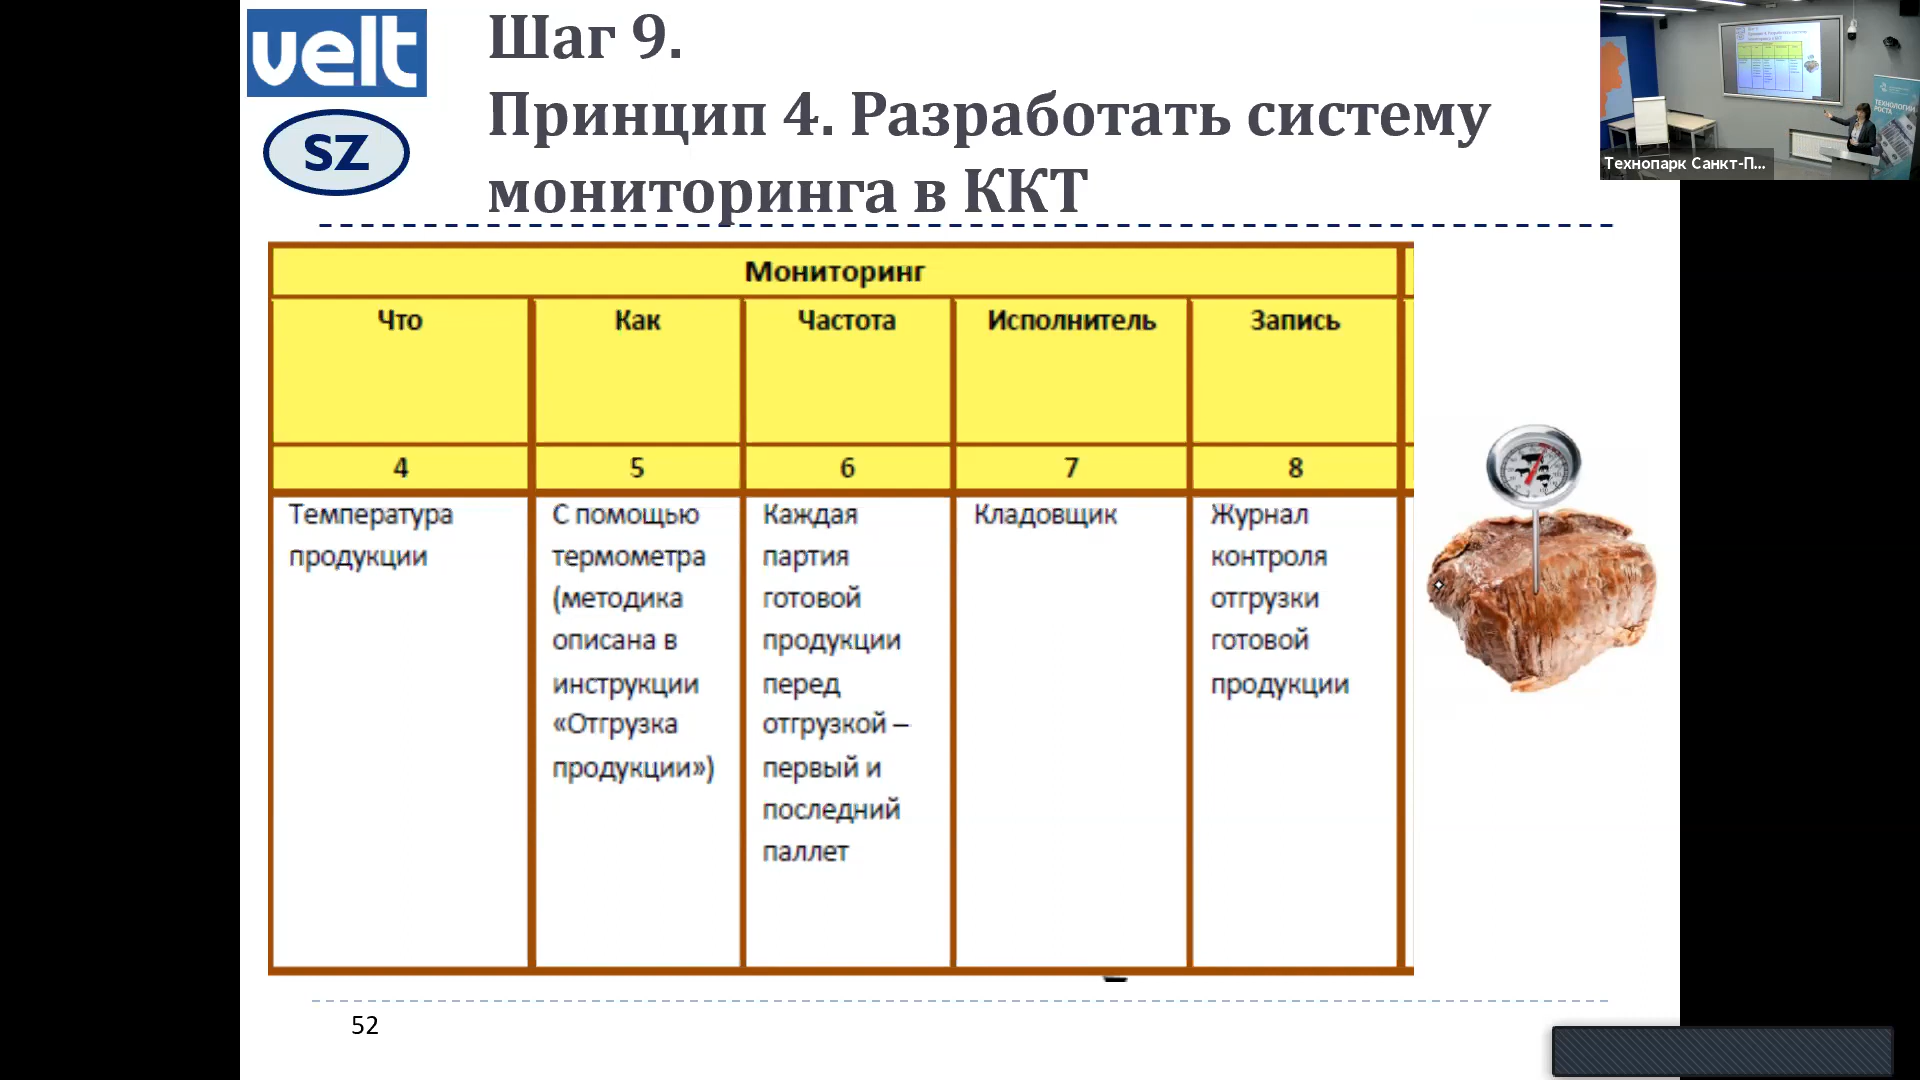 velt
SZ
Шаг 9.
Принцип 4. Разработать систему
мониторинга в ККТ
Мониторинг
Что
Как
Частота
Исполнитель
Запись
4
5
6
7
8
Температура
продукции
С помощью
термометра
(методика
описана в
инструкции
«Отгрузка
продукции»)
Каждая
партия
готовой
продукции
перед
отгрузкой –
первый и
последний
паллет
Кладовщик
Журнал
контроля
отгрузки
готовой
продукции
52
Технопарк Санкт-П...
ТЕХНОЛОГИИ
РОСТА